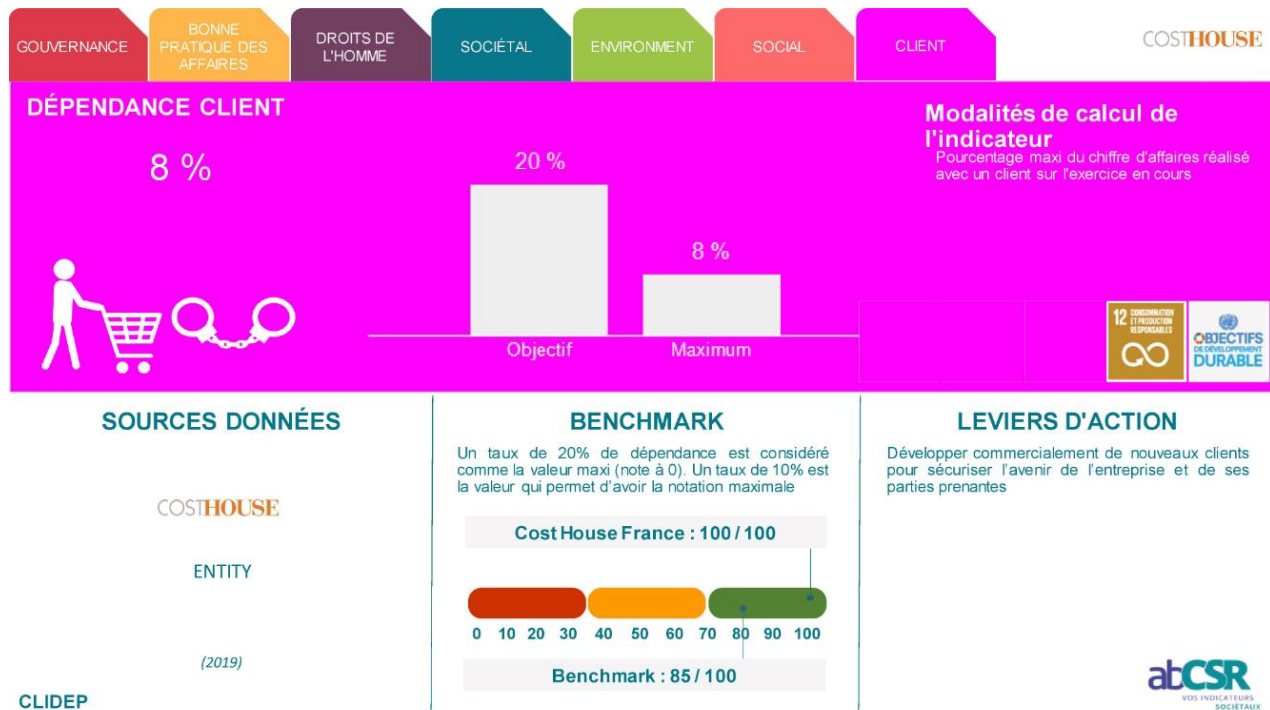 GOUVERNANCE
BONNE
PRATIQUE DES
AFFAIRES
DROITS DE
L'HOMME
SOCIÉTAL
ENVIRONMENT
SOCIAL
CLIENT
COSTHOUSE
DÉPENDANCE CLIENT
8 %
20 %
8 %
Objectif
Maximum
Modalités de calcul de
l'indicateur
Pourcentage maxi du chiffre d'affaires réalisé
avec un client sur l'exercice en cours
12 CONSOMMATION
ET PRODUCTION
RESPONSABLES
OBJECTIFS
DE DÉVELOPPEMENT
DURABLE
SOURCES DONNÉES
COSTHOUSE
ENTITY
(2019)
CLIDEP
BENCHMARK
Un taux de 20% de dépendance est considéré
comme la valeur maxi (note à 0). Un taux de 10% est
la valeur qui permet d'avoir la notation maximale
Cost House France : 100 / 100
0 10 20 30 40 50 60 70 80 90 100
Benchmark : 85 / 100
LEVIERS D'ACTION
Développer commercialement de nouveaux clients
pour sécuriser l'avenir de l'entreprise et de ses
parties prenantes
abCSR
VOS INDICATEURS
SOCIÉTAUX